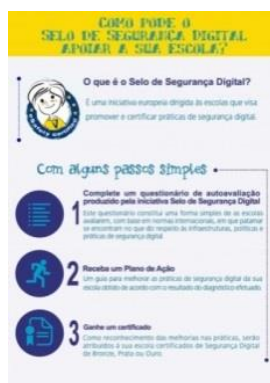 COMO PODE O
SELO DE SEGURANÇA DIGITAL
APOIAR A SUA ESCOLA?
O que é o Selo de Segurança Digital?
É uma iniciativa europeia dirigida às escolas que visa
promover e certificar práticas de segurança digital.
Com alguns passos simples
1
Complete um questionário de autoavaliação
produzido pela iniciativa Selo de Segurança Digital
Este questionário constitui uma forma simples de as escolas
avaliarem, com base em normas internacionais, em que patamar
se encontram no que diz respeito às infraestruturas, políticas e
práticas de segurança digital
2
Receba um Plano de Ação
Um guia para melhorar as práticas de segurança digital da sua
escola obtido de acordo com o resultado do diagnóstico efetuado.
3
Ganhe um certificado
Como reconhecimento das melhorias nas práticas, serão
atribuídos à sua escola certificados de Segurança Digital
de Bronze, Prata ou Ouro.